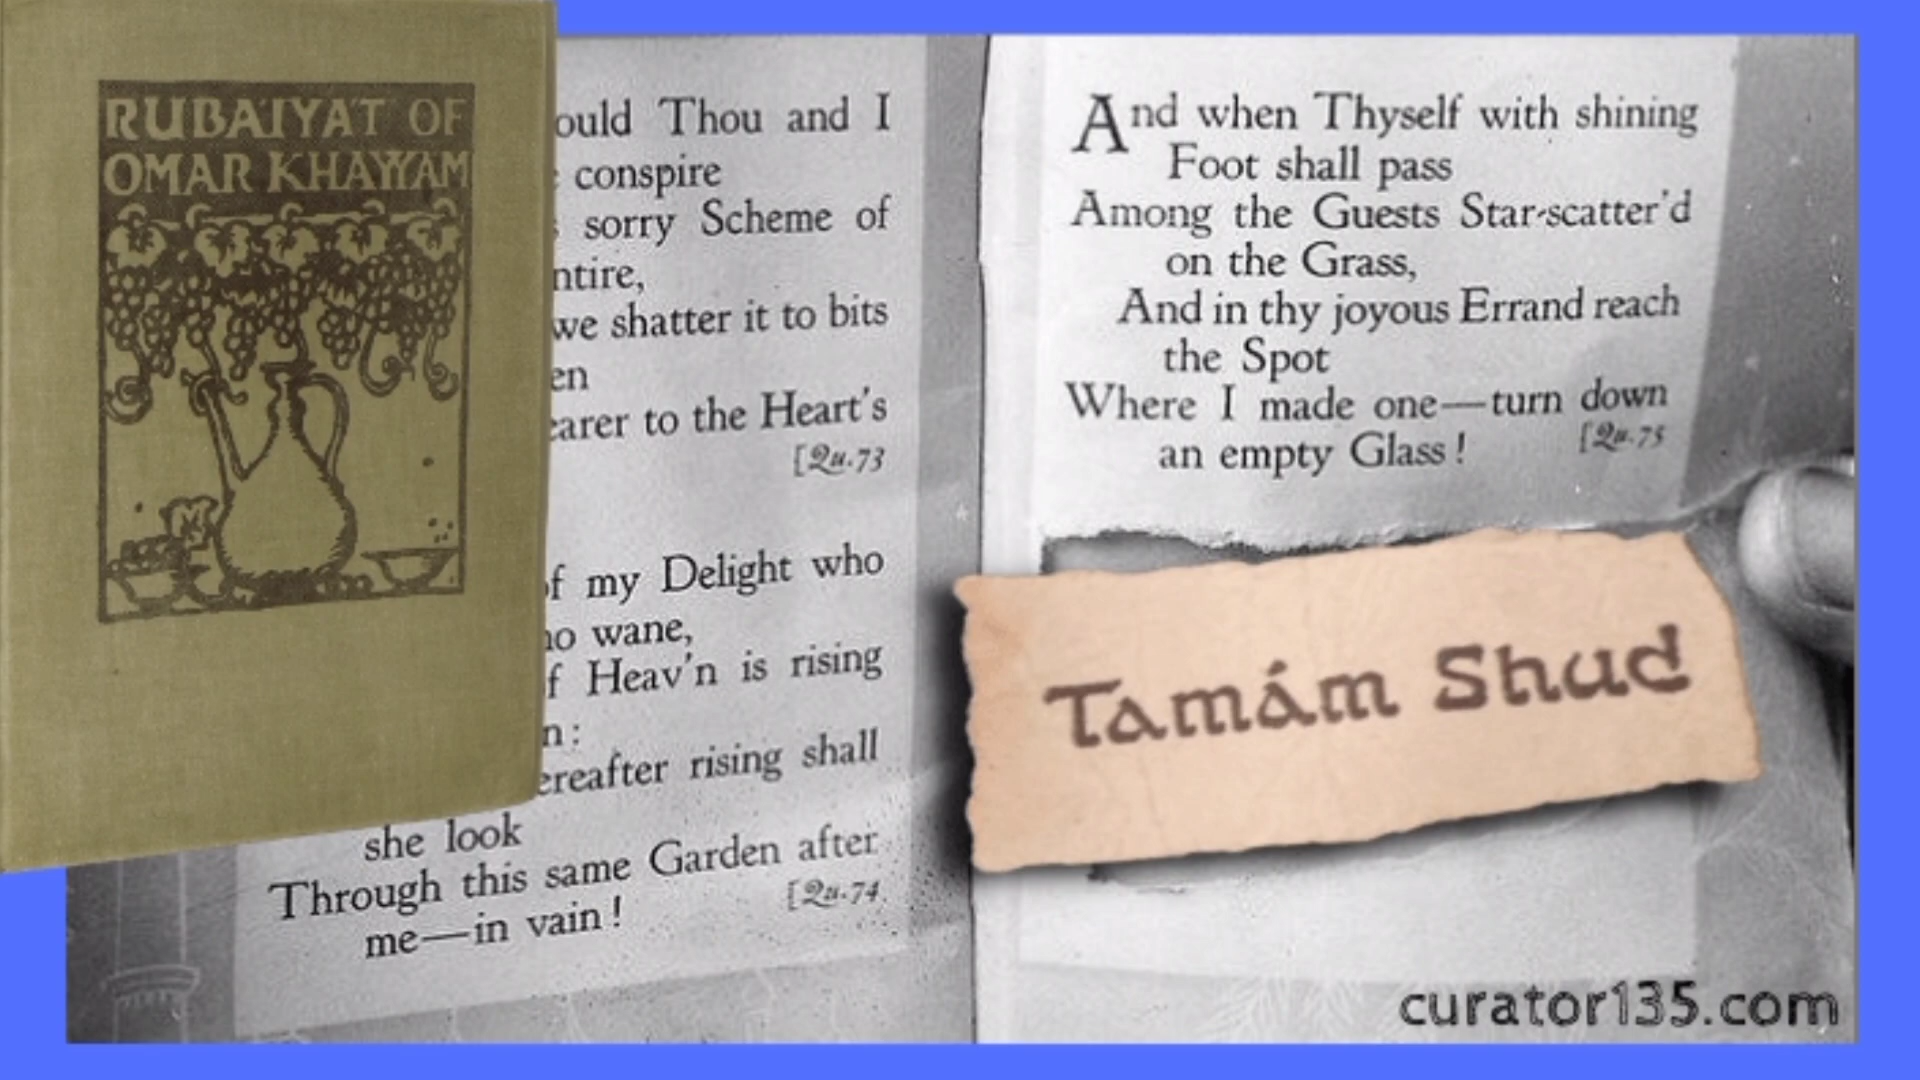 RUBÁIYÁT OF
OMAR KHAYYAM
ould Thou and I
conspire
sorry Scheme of
ntire,
we shatter it to bits
en
earer to the Heart's
[Qu. 73
f my Delight who
no wane,
f Heav'n is rising
n:
ereafter rising shall
she look
Through this same Garden after
me—in vain!
[Qu. 74
And when Thyself with shining
Foot shall pass
Among the Guests Star-scatter'd
on the Grass,
And in thy joyous Errand reach
the Spot
Where I made one—turn down
an empty Glass!
[Qu. 75
Tamám Shud
curator135.com